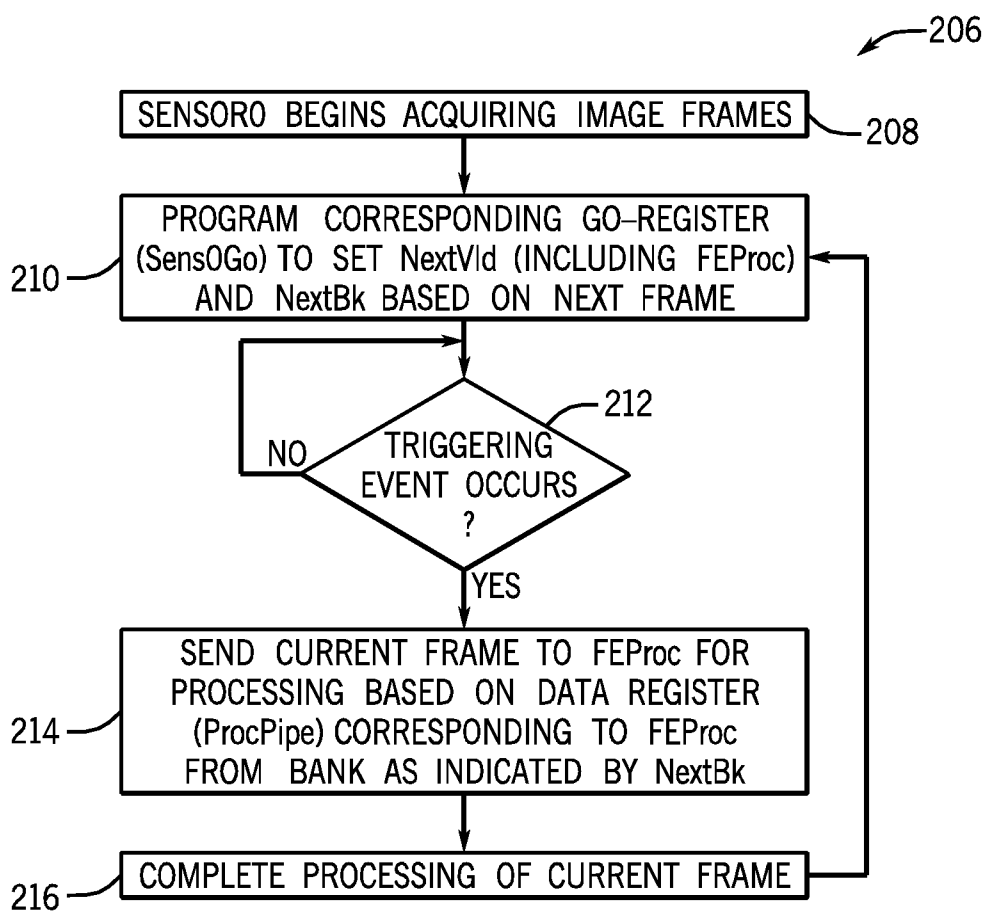 206
SENSOR0 BEGINS ACQUIRING IMAGE FRAMES
208
PROGRAM CORRESPONDING GO–REGISTER
(Sens0Go) TO SET NextVld (INCLUDING FEProc)
AND NextBk BASED ON NEXT FRAME
210
212
TRIGGERING
EVENT OCCURS
?
NO
YES
SEND CURRENT FRAME TO FEProc FOR
PROCESSING BASED ON DATA REGISTER
(ProcPipe) CORRESPONDING TO FEProc
FROM BANK AS INDICATED BY NextBk
214
COMPLETE PROCESSING OF CURRENT FRAME
216